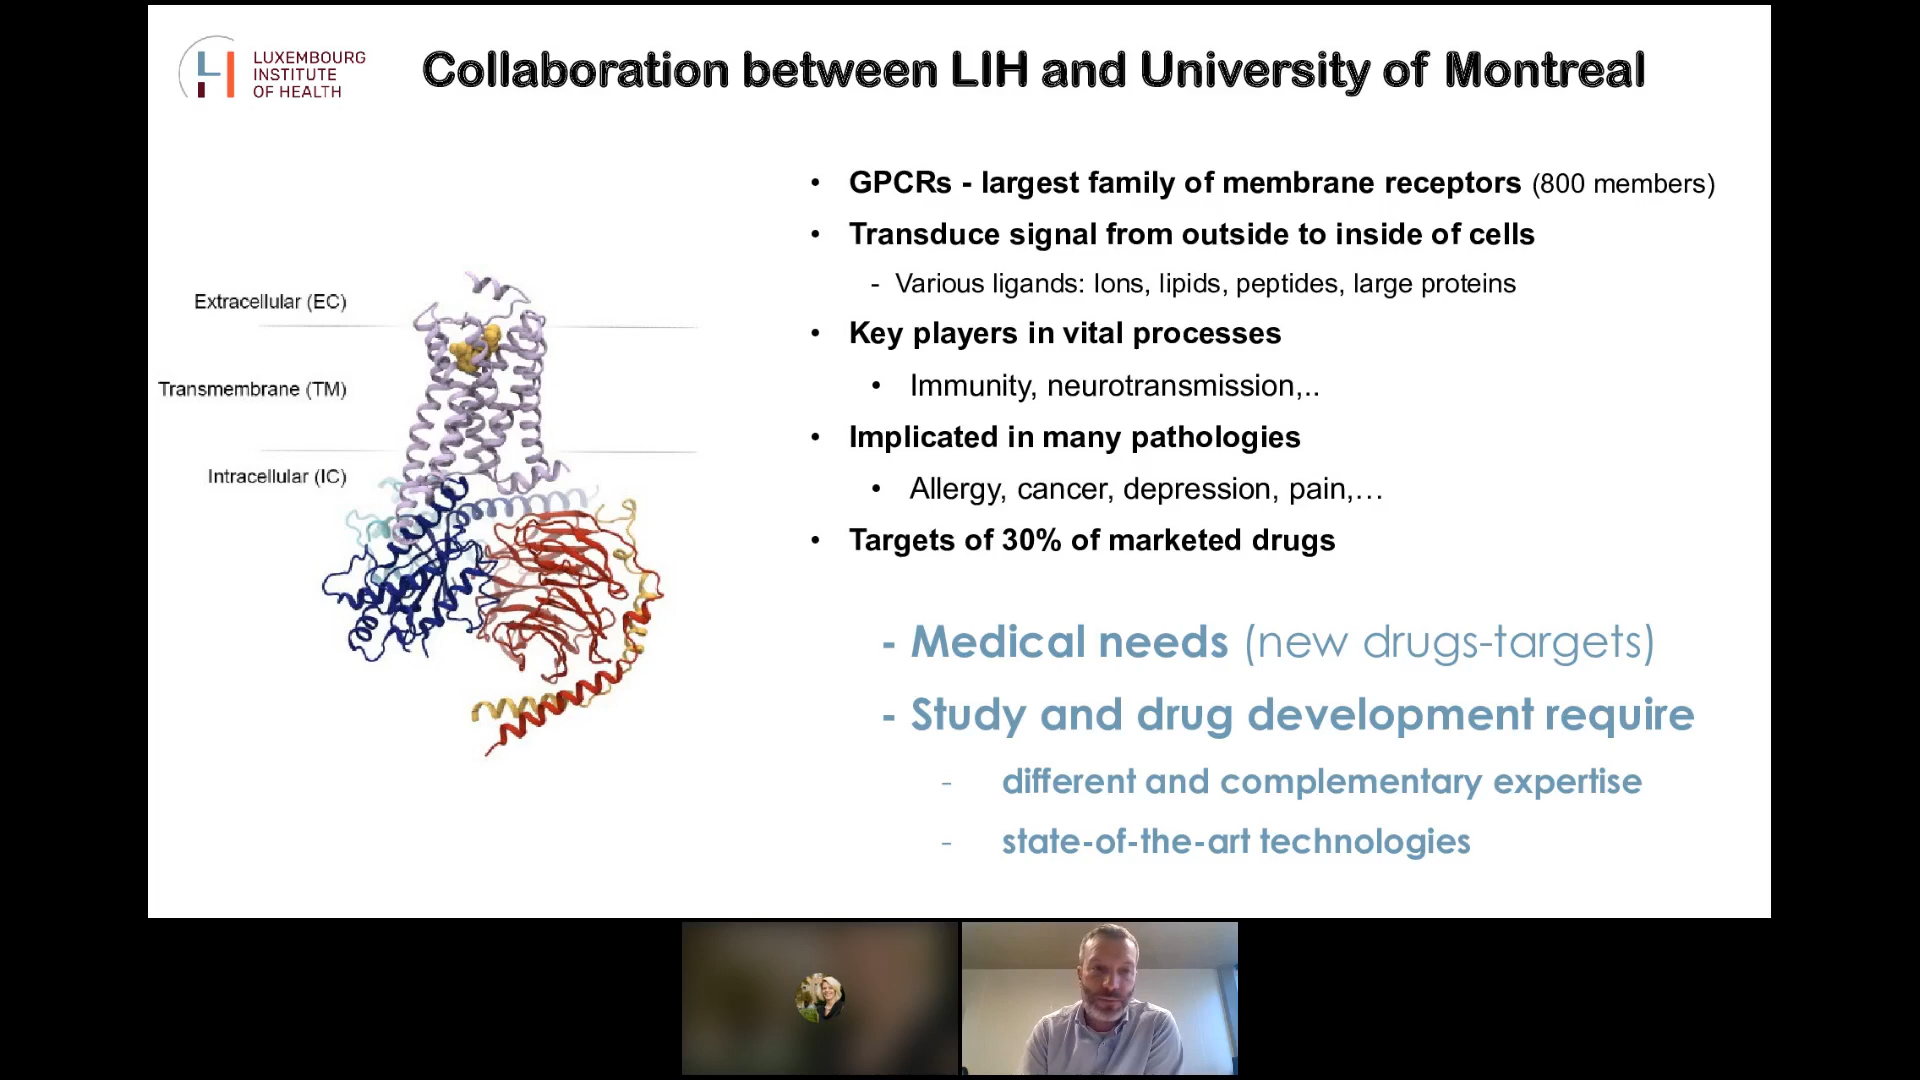 LUXEMBOURG
INSTITUTE
OF HEALTH
Collaboration between LIH and University of Montreal
Extracellular (EC)
Transmembrane (TM)
Intracellular (IC)
• GPCRs - largest family of membrane receptors (800 members)
• Transduce signal from outside to inside of cells
- Various ligands: Ions, lipids, peptides, large proteins
• Key players in vital processes
• Immunity, neurotransmission,..
• Implicated in many pathologies
• Allergy, cancer, depression, pain,…
• Targets of 30% of marketed drugs
- Medical needs (new drugs-targets)
- Study and drug development require
- different and complementary expertise
- state-of-the-art technologies